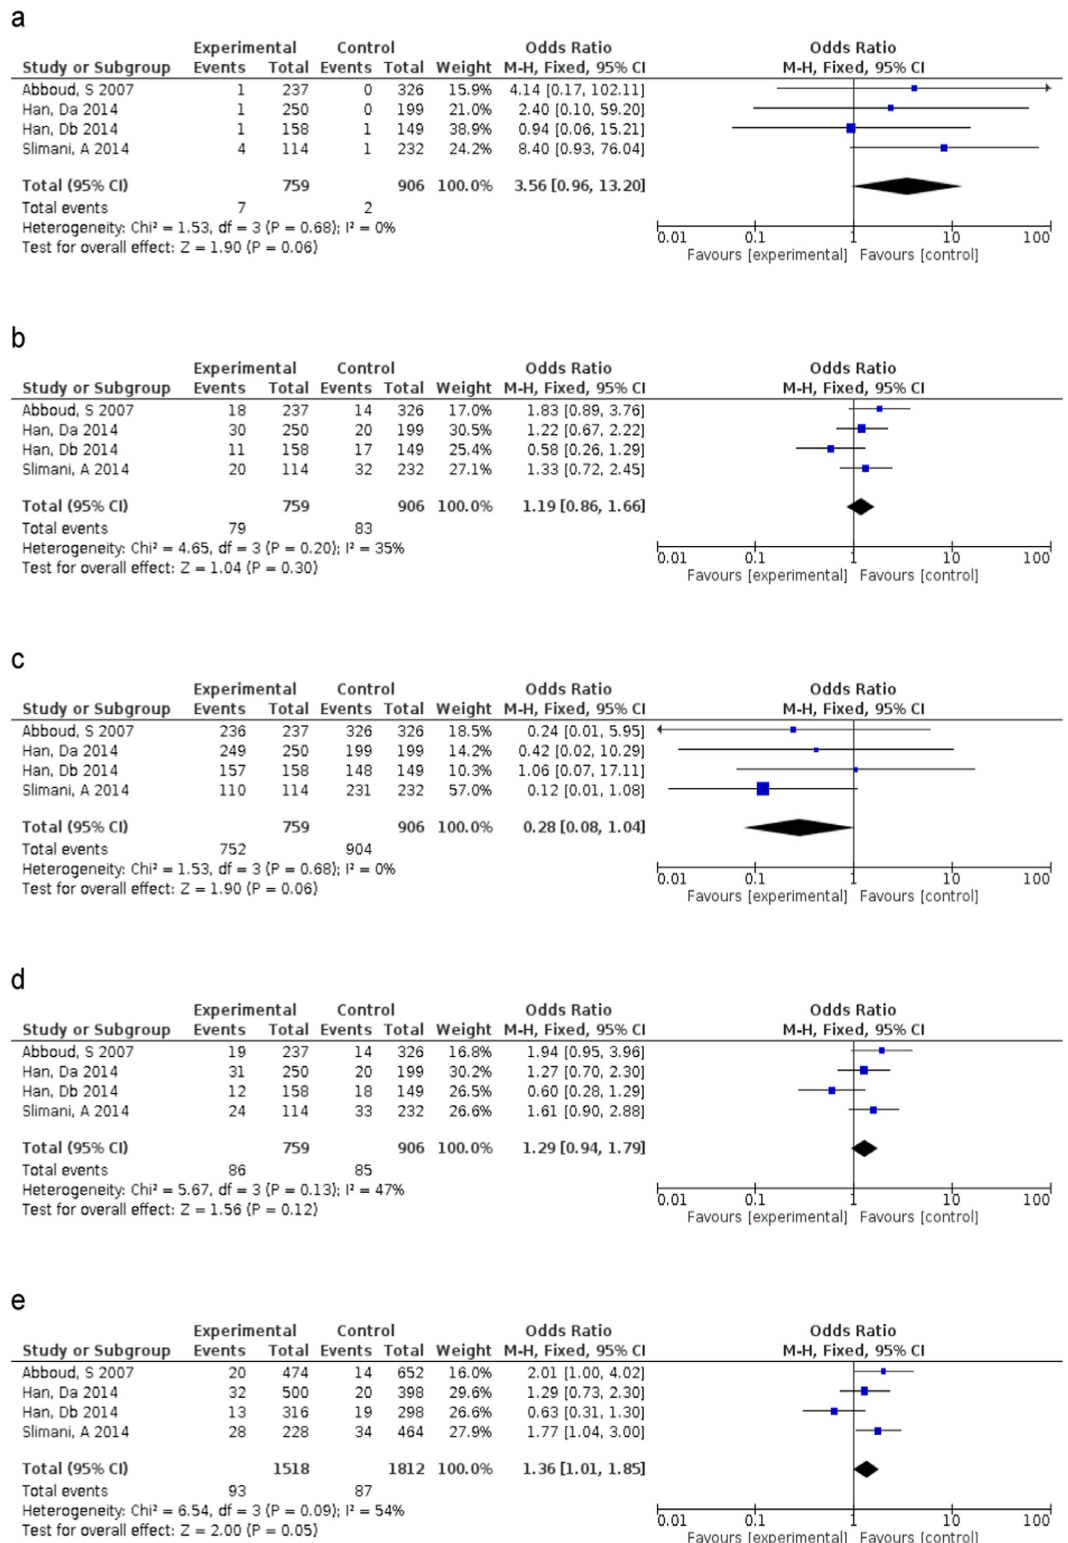 a
Experimental Control Odds Ratio Odds Ratio
Study or Subgroup Events Total Events Total Weight M-H, Fixed, 95% CI M-H, Fixed, 95% CI
Abboud, S 2007 1 237 0 326 15.9% 4.14 [0.17, 102.11]
Han, Da 2014 1 250 0 199 21.0% 2.40 [0.10, 59.20]
Han, Db 2014 1 158 1 149 38.9% 0.94 [0.06, 15.21]
Slimani, A 2014 4 114 1 232 24.2% 8.40 [0.93, 76.04]
Total (95% CI) 759 906 100.0% 3.56 [0.96, 13.20]
Total events 7 2
Heterogeneity: Chi² = 1.53, df = 3 (P = 0.68); I² = 0%
Test for overall effect: Z = 1.90 (P = 0.06)
0.01 0.1 1 10 100
Favours [experimental] Favours [control]
b
Experimental Control Odds Ratio Odds Ratio
Study or Subgroup Events Total Events Total Weight M-H, Fixed, 95% CI M-H, Fixed, 95% CI
Abboud, S 2007 18 237 14 326 17.0% 1.83 [0.89, 3.76]
Han, Da 2014 30 250 20 199 30.5% 1.22 [0.67, 2.22]
Han, Db 2014 11 158 17 149 25.4% 0.58 [0.26, 1.29]
Slimani, A 2014 20 114 32 232 27.1% 1.33 [0.72, 2.45]
Total (95% CI) 759 906 100.0% 1.19 [0.86, 1.66]
Total events 79 83
Heterogeneity: Chi² = 4.65, df = 3 (P = 0.20); I² = 35%
Test for overall effect: Z = 1.04 (P = 0.30)
0.01 0.1 1 10 100
Favours [experimental] Favours [control]
c
Experimental Control Odds Ratio Odds Ratio
Study or Subgroup Events Total Events Total Weight M-H, Fixed, 95% CI M-H, Fixed, 95% CI
Abboud, S 2007 236 237 326 326 18.5% 0.24 [0.01, 5.95]
Han, Da 2014 249 250 199 199 14.2% 0.42 [0.02, 10.29]
Han, Db 2014 157 158 148 149 10.3% 1.06 [0.07, 17.11]
Slimani, A 2014 110 114 231 232 57.0% 0.12 [0.01, 1.08]
Total (95% CI) 759 906 100.0% 0.28 [0.08, 1.04]
Total events 752 904
Heterogeneity: Chi² = 1.53, df = 3 (P = 0.68); I² = 0%
Test for overall effect: Z = 1.90 (P = 0.06)
0.01 0.1 1 10 100
Favours [experimental] Favours [control]
d
Experimental Control Odds Ratio Odds Ratio
Study or Subgroup Events Total Events Total Weight M-H, Fixed, 95% CI M-H, Fixed, 95% CI
Abboud, S 2007 19 237 14 326 16.8% 1.94 [0.95, 3.96]
Han, Da 2014 31 250 20 199 30.2% 1.27 [0.70, 2.30]
Han, Db 2014 12 158 18 149 26.5% 0.60 [0.28, 1.29]
Slimani, A 2014 24 114 33 232 26.6% 1.61 [0.90, 2.88]
Total (95% CI) 759 906 100.0% 1.29 [0.94, 1.79]
Total events 86 85
Heterogeneity: Chi² = 5.67, df = 3 (P = 0.13); I² = 47%
Test for overall effect: Z = 1.56 (P = 0.12)
0.01 0.1 1 10 100
Favours [experimental] Favours [control]
e
Experimental Control Odds Ratio Odds Ratio
Study or Subgroup Events Total Events Total Weight M-H, Fixed, 95% CI M-H, Fixed, 95% CI
Abboud, S 2007 20 474 14 652 16.0% 2.01 [1.00, 4.02]
Han, Da 2014 32 500 20 398 29.6% 1.29 [0.73, 2.30]
Han, Db 2014 13 316 19 298 26.6% 0.63 [0.31, 1.30]
Slimani, A 2014 28 228 34 464 27.9% 1.77 [1.04, 3.00]
Total (95% CI) 1518 1812 100.0% 1.36 [1.01, 1.85]
Total events 93 87
Heterogeneity: Chi² = 6.54, df = 3 (P = 0.09); I² = 54%
Test for overall effect: Z = 2.00 (P = 0.05)
0.01 0.1 1 10 100
Favours [experimental] Favours [control]